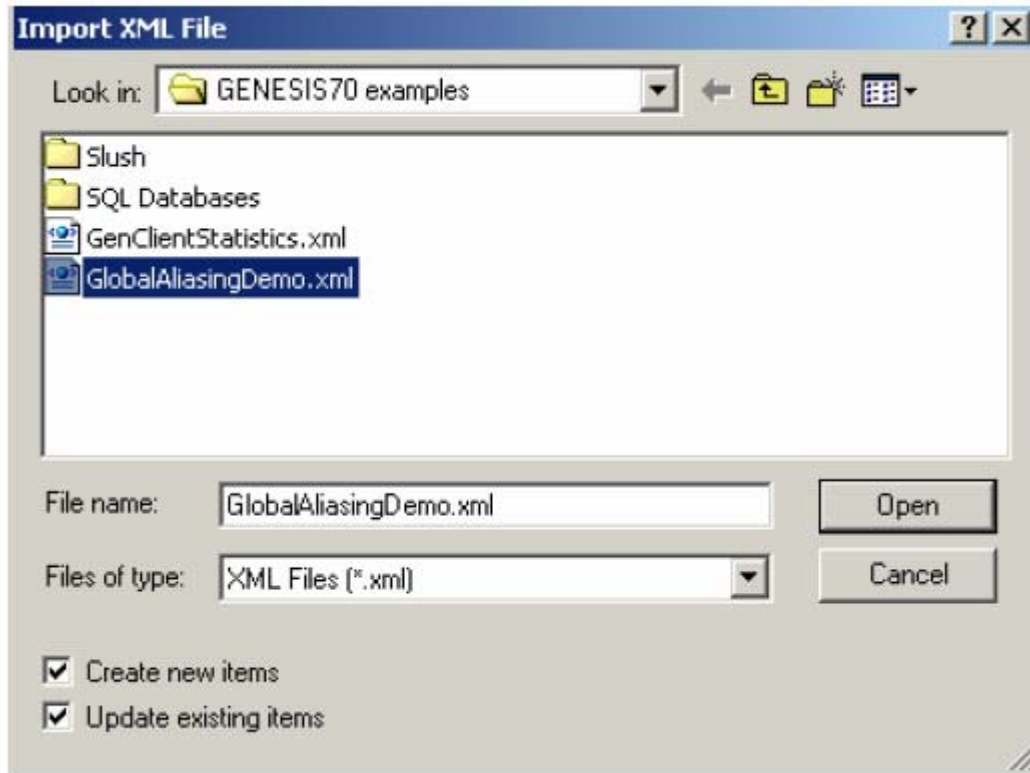 Import XML File
Look in: GENESIS70 examples
Slush
SQL Databases
GenClientStatistics.xml
GlobalAliasingDemo.xml
File name: GlobalAliasingDemo.xml Open
Files of type: XML Files (*.xml) Cancel
Create new items
Update existing items